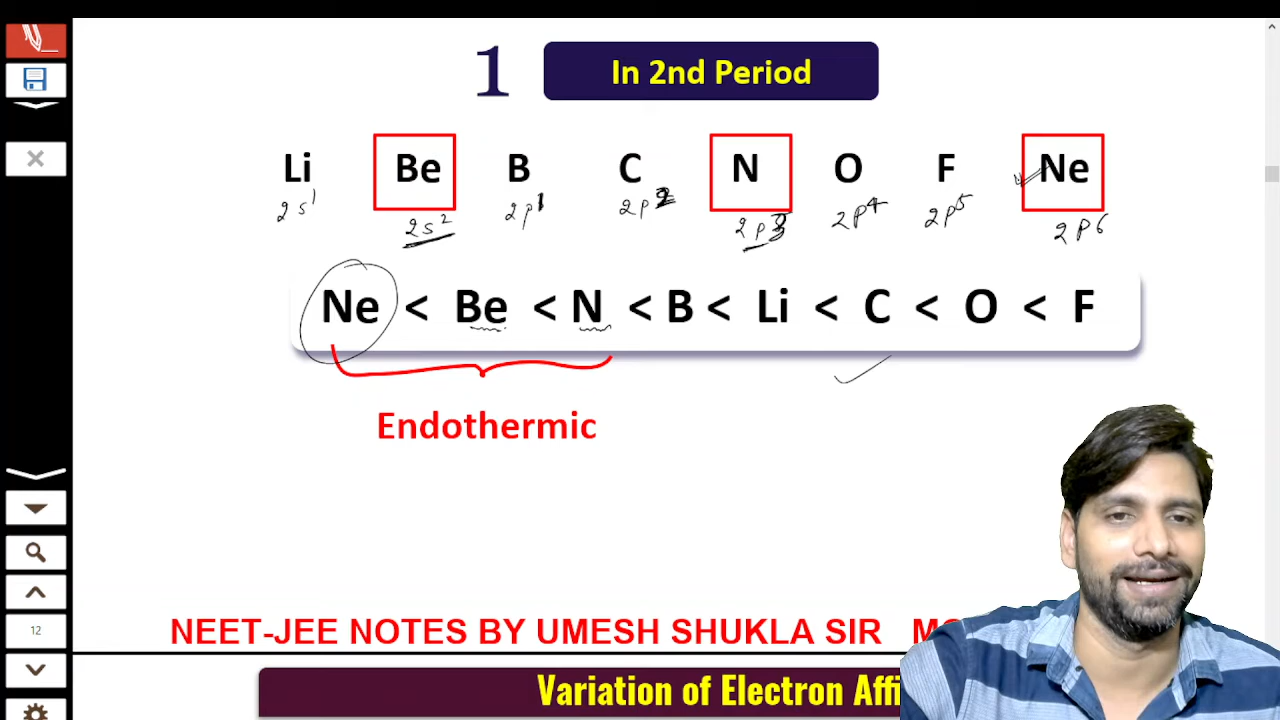 1 In 2nd Period
Li Be B C N O F Ne
2s¹ 2s² 2p1 2p2 2p3 2p⁴ 2p⁵ 2p6
Ne < Be < N < B < Li < C < O < F
Endothermic
12
NEET-JEE NOTES BY UMESH SHUKLA SIR
Variation of Electron